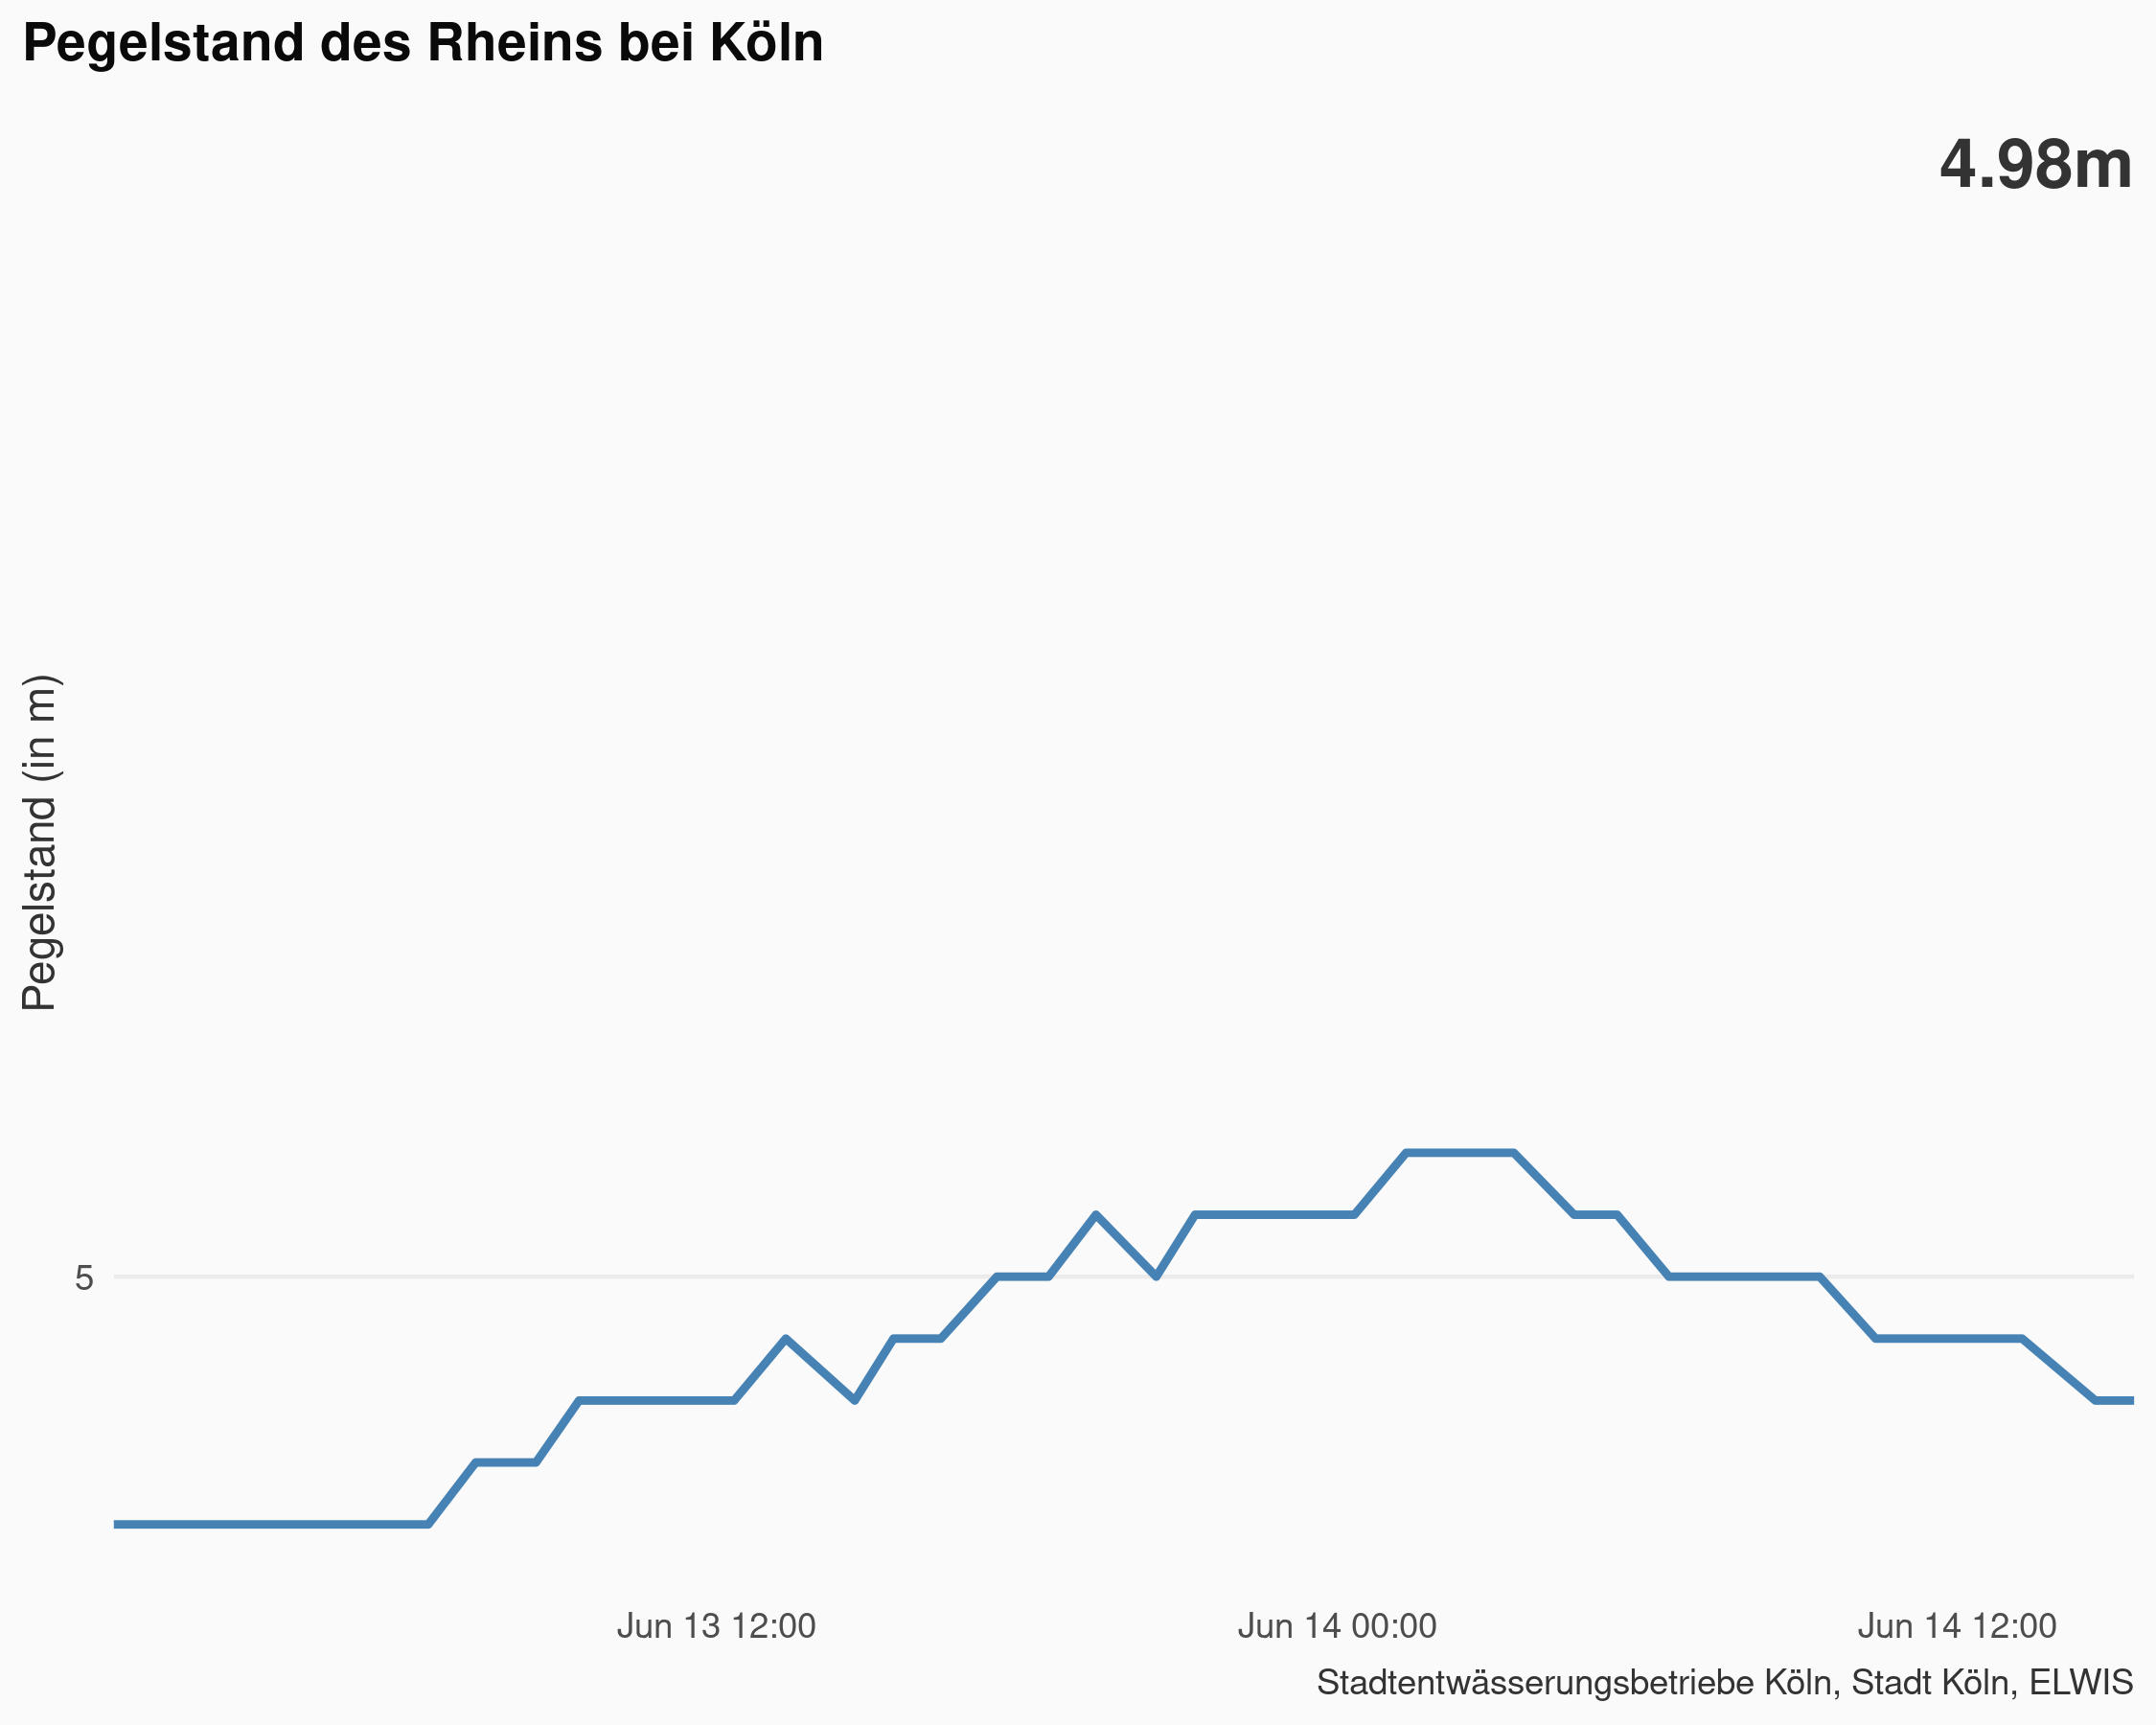 Pegelstand des Rheins bei Köln
4.98m
Pegelstand (in m)
5
Jun 13 12:00
Jun 14 00:00
Jun 14 12:00
Stadtentwässerungsbetriebe Köln, Stadt Köln, ELWIS